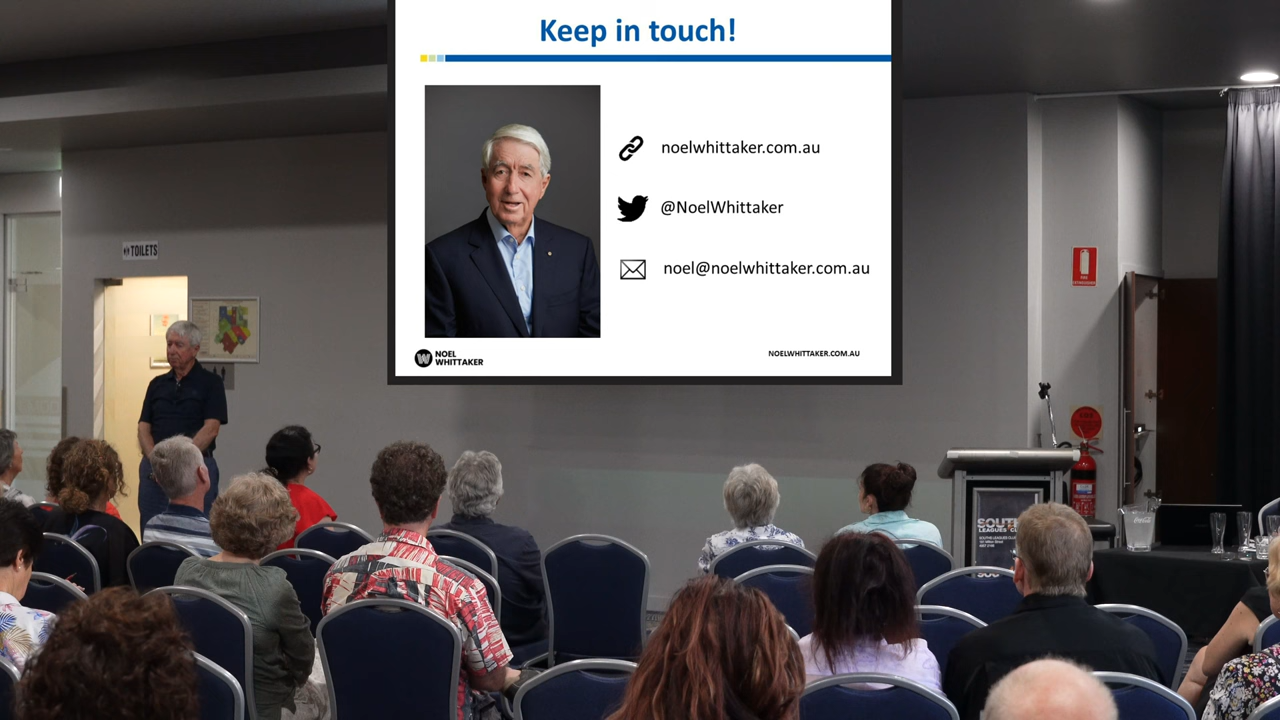 Keep in touch!
noelwhittaker.com.au
@NoelWhittaker
noel@noelwhittaker.com.au
NOEL
WHITTAKER
NOELWHITTAKER.COM.AU
TOILETS
SOUTH
LEAGUES CLUB